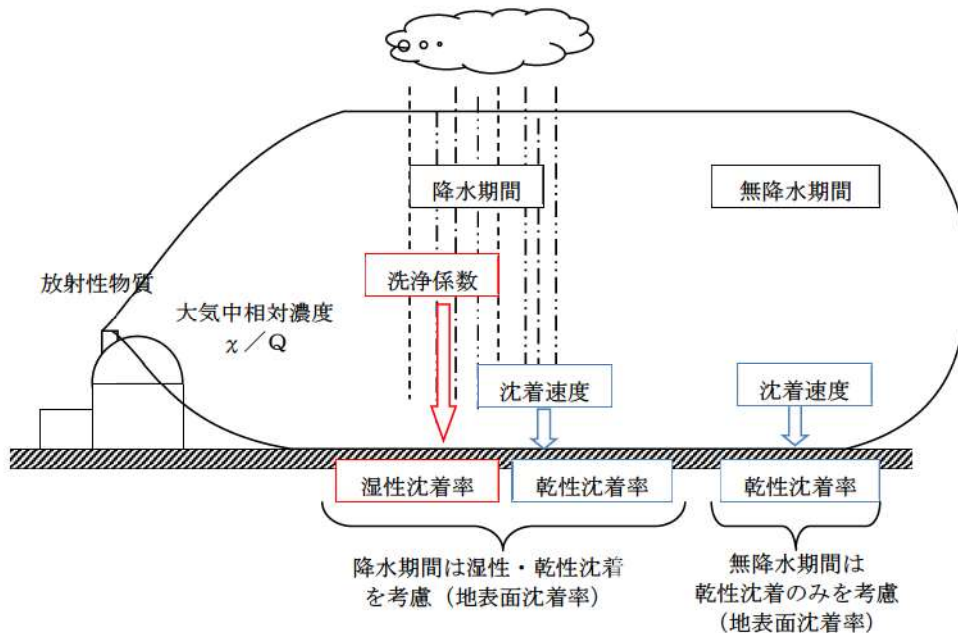 降水期間
無降水期間
洗浄係数
放射性物質
大気中相対濃度
χ／Q
沈着速度
沈着速度
湿性沈着率
乾性沈着率
乾性沈着率
降水期間は湿性・乾性沈着
を考慮（地表面沈着率）
無降水期間は
乾性沈着のみを考慮
（地表面沈着率）